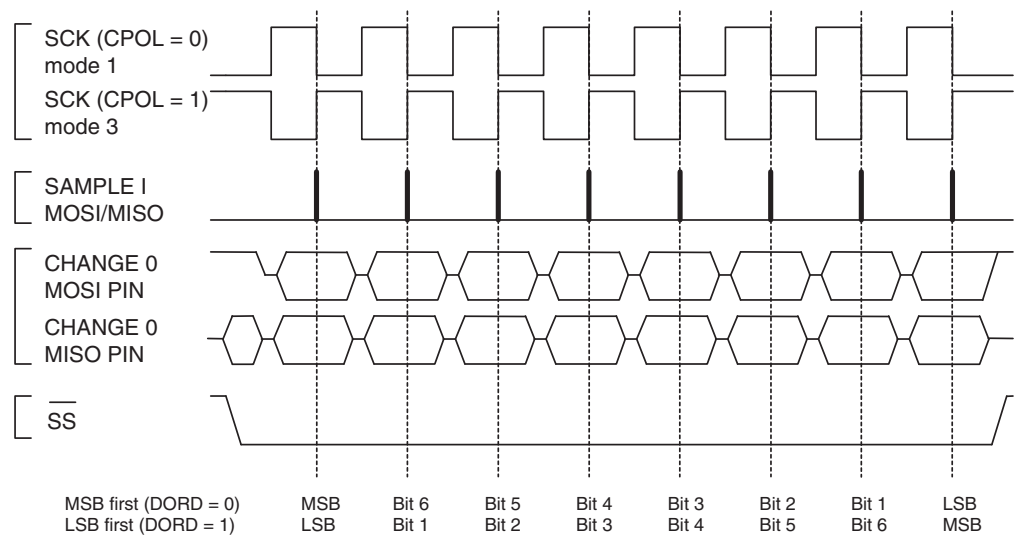 SCK (CPOL = 0)
mode 1
SCK (CPOL = 1)
mode 3
SAMPLE I
MOSI/MISO
CHANGE 0
MOSI PIN
CHANGE 0
MISO PIN
SS
MSB first (DORD = 0) MSB Bit 6 Bit 5 Bit 4 Bit 3 Bit 2 Bit 1 LSB
LSB first (DORD = 1) LSB Bit 1 Bit 2 Bit 3 Bit 4 Bit 5 Bit 6 MSB